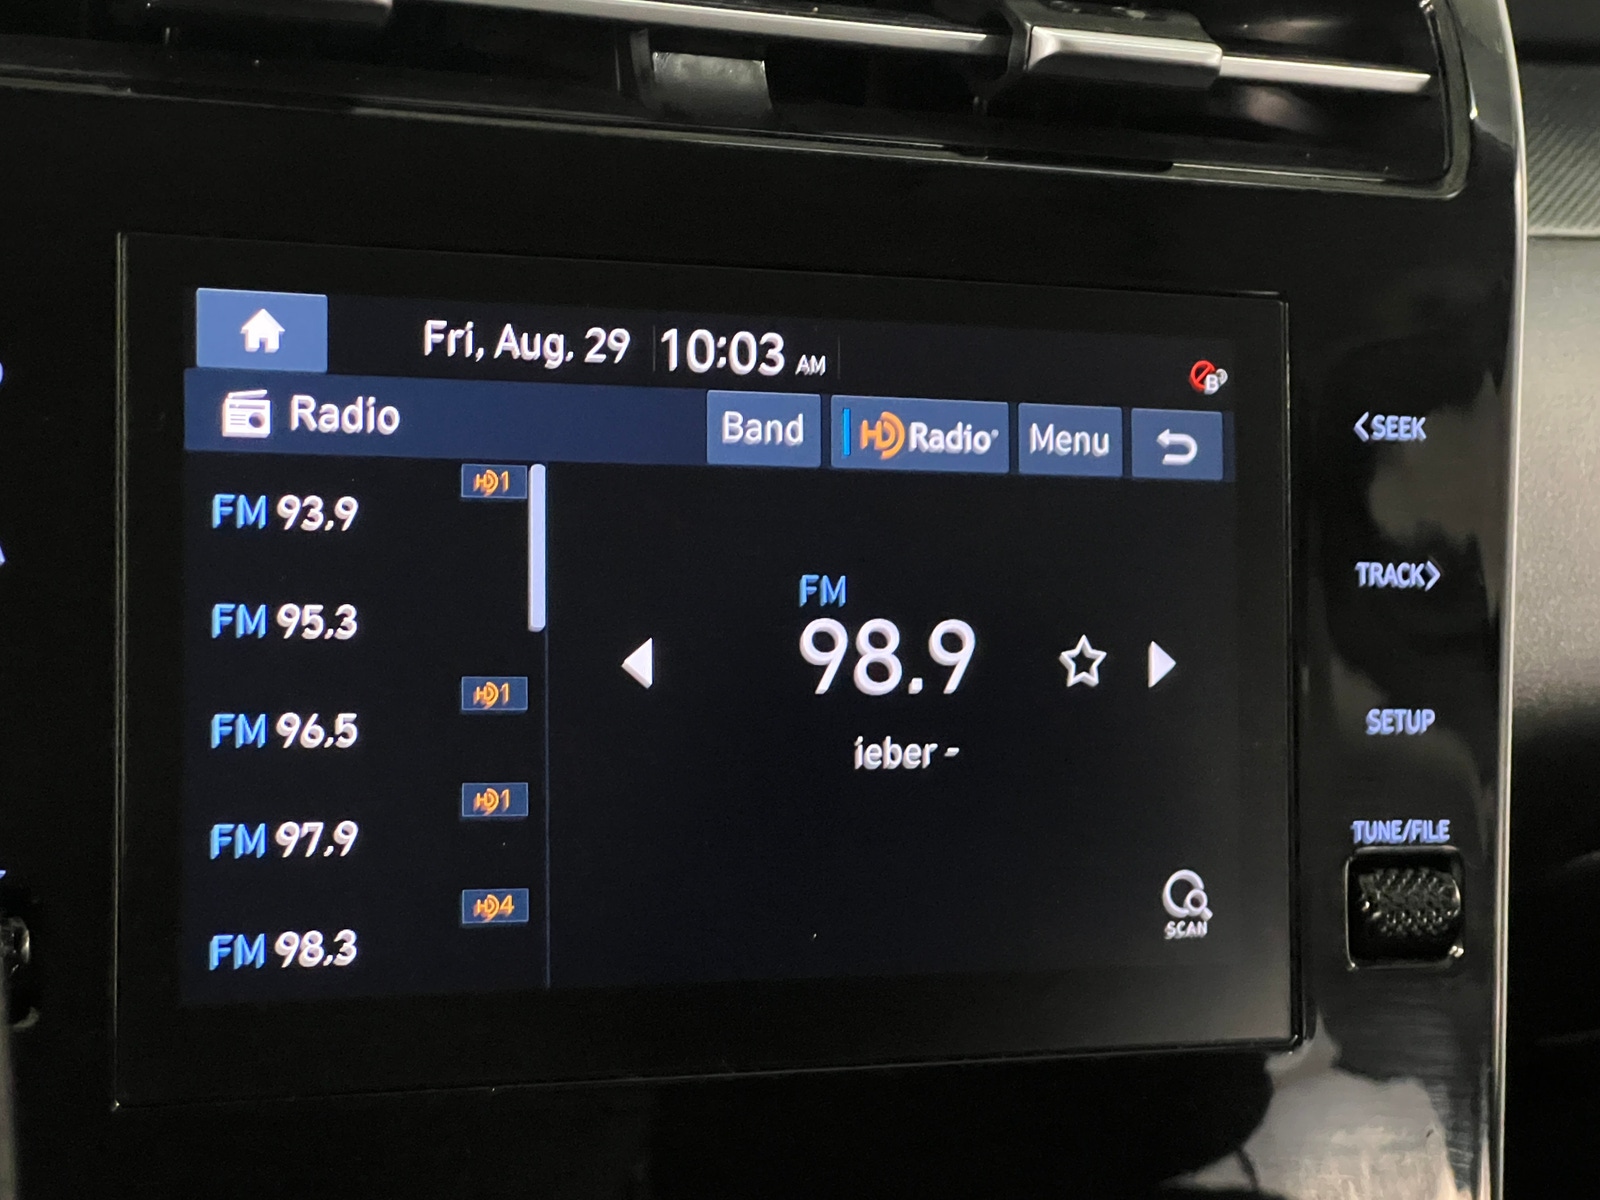 Fri, Aug. 29 10:03 AM
B
Radio
Band
HD Radio®
Menu
HD1
FM 93.9
FM 95.3
HD1
FM 96.5
HD1
FM 97.9
HD4
FM 98.3
FM
98.9
ieber -
SCAN
<SEEK
TRACK>
SETUP
TUNE/FILE